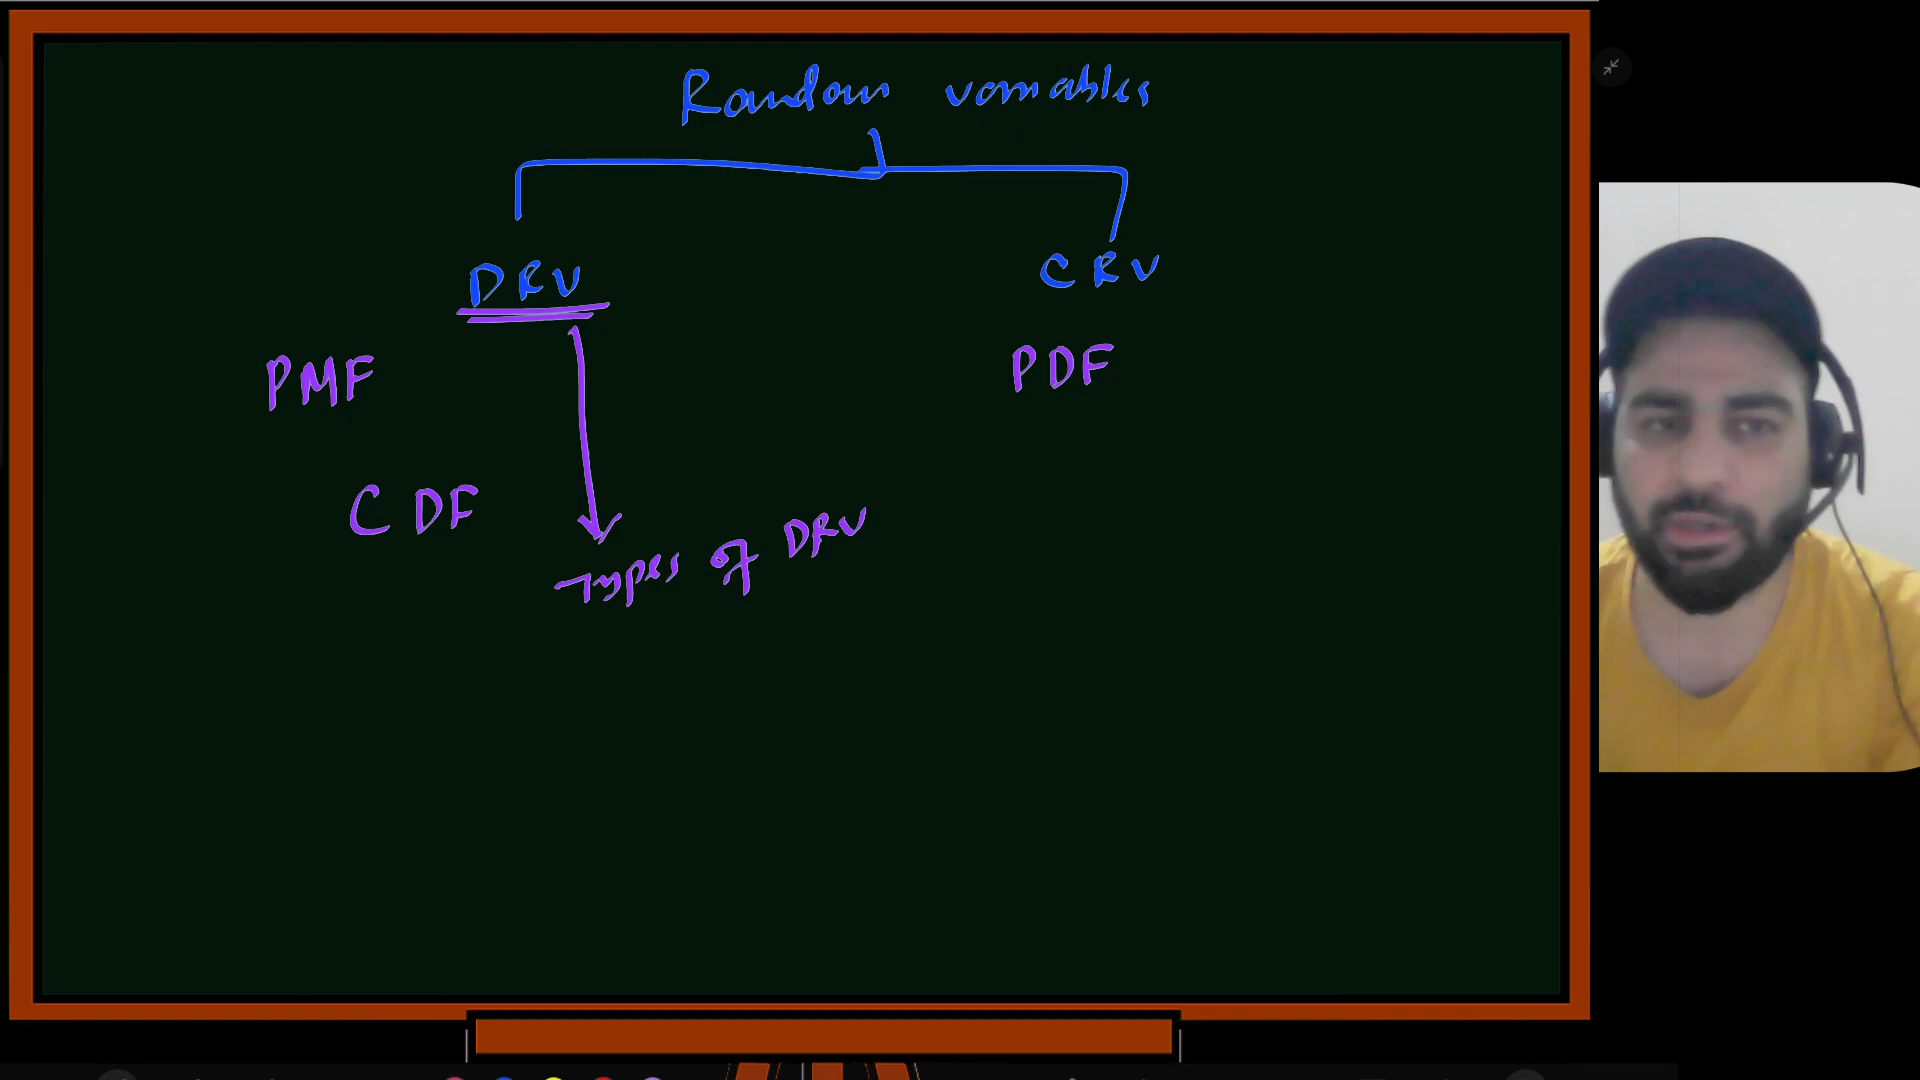 Random variables
DRV
CRV
PMF
PDF
CDF
Types of DRV